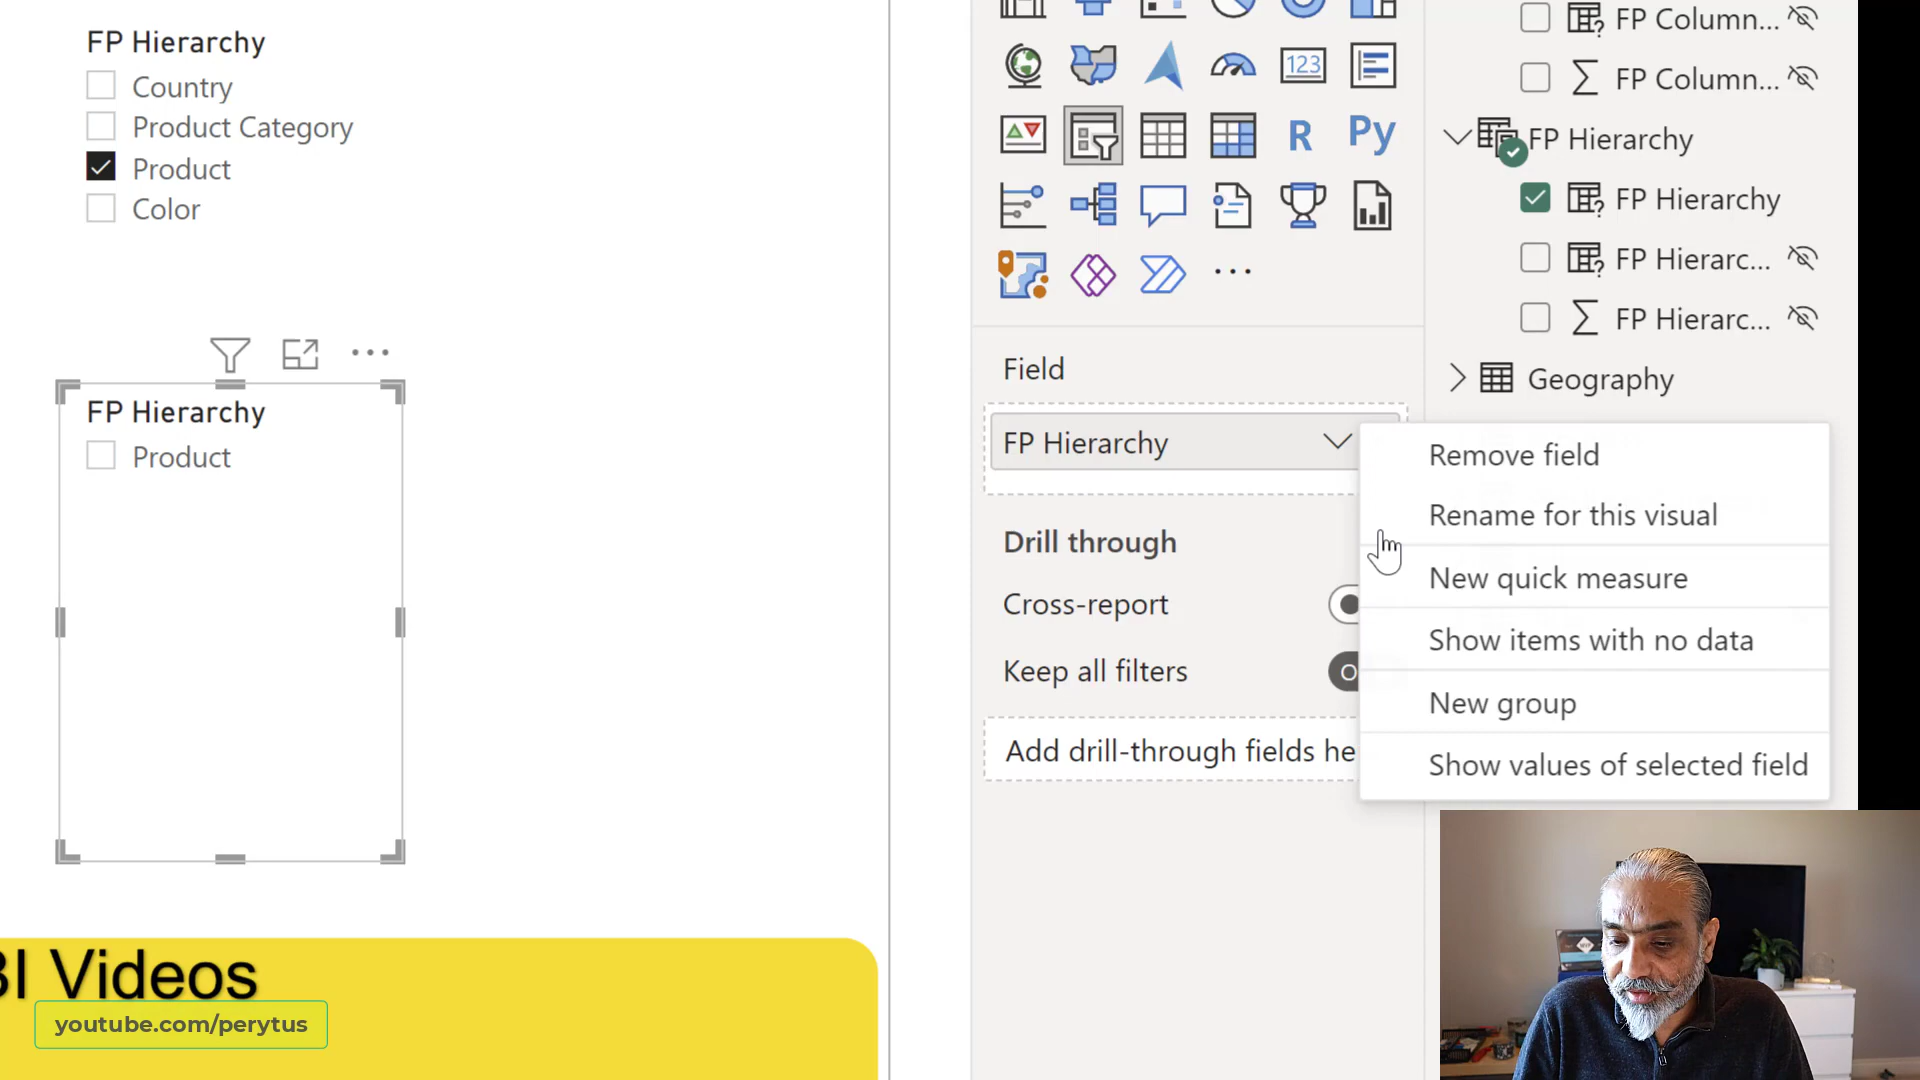 FP Hierarchy
Country
Product Category
Product
Color
FP Hierarchy
Product
BI Videos
youtube.com/perytus
123
R
Py
Field
FP Hierarchy
Drill through
Cross-report
Keep all filters
O
Add drill-through fields he
FP Column...
FP Column...
FP Hierarchy
FP Hierarchy
FP Hierarc...
FP Hierarc...
Geography
Remove field
Rename for this visual
New quick measure
Show items with no data
New group
Show values of selected field